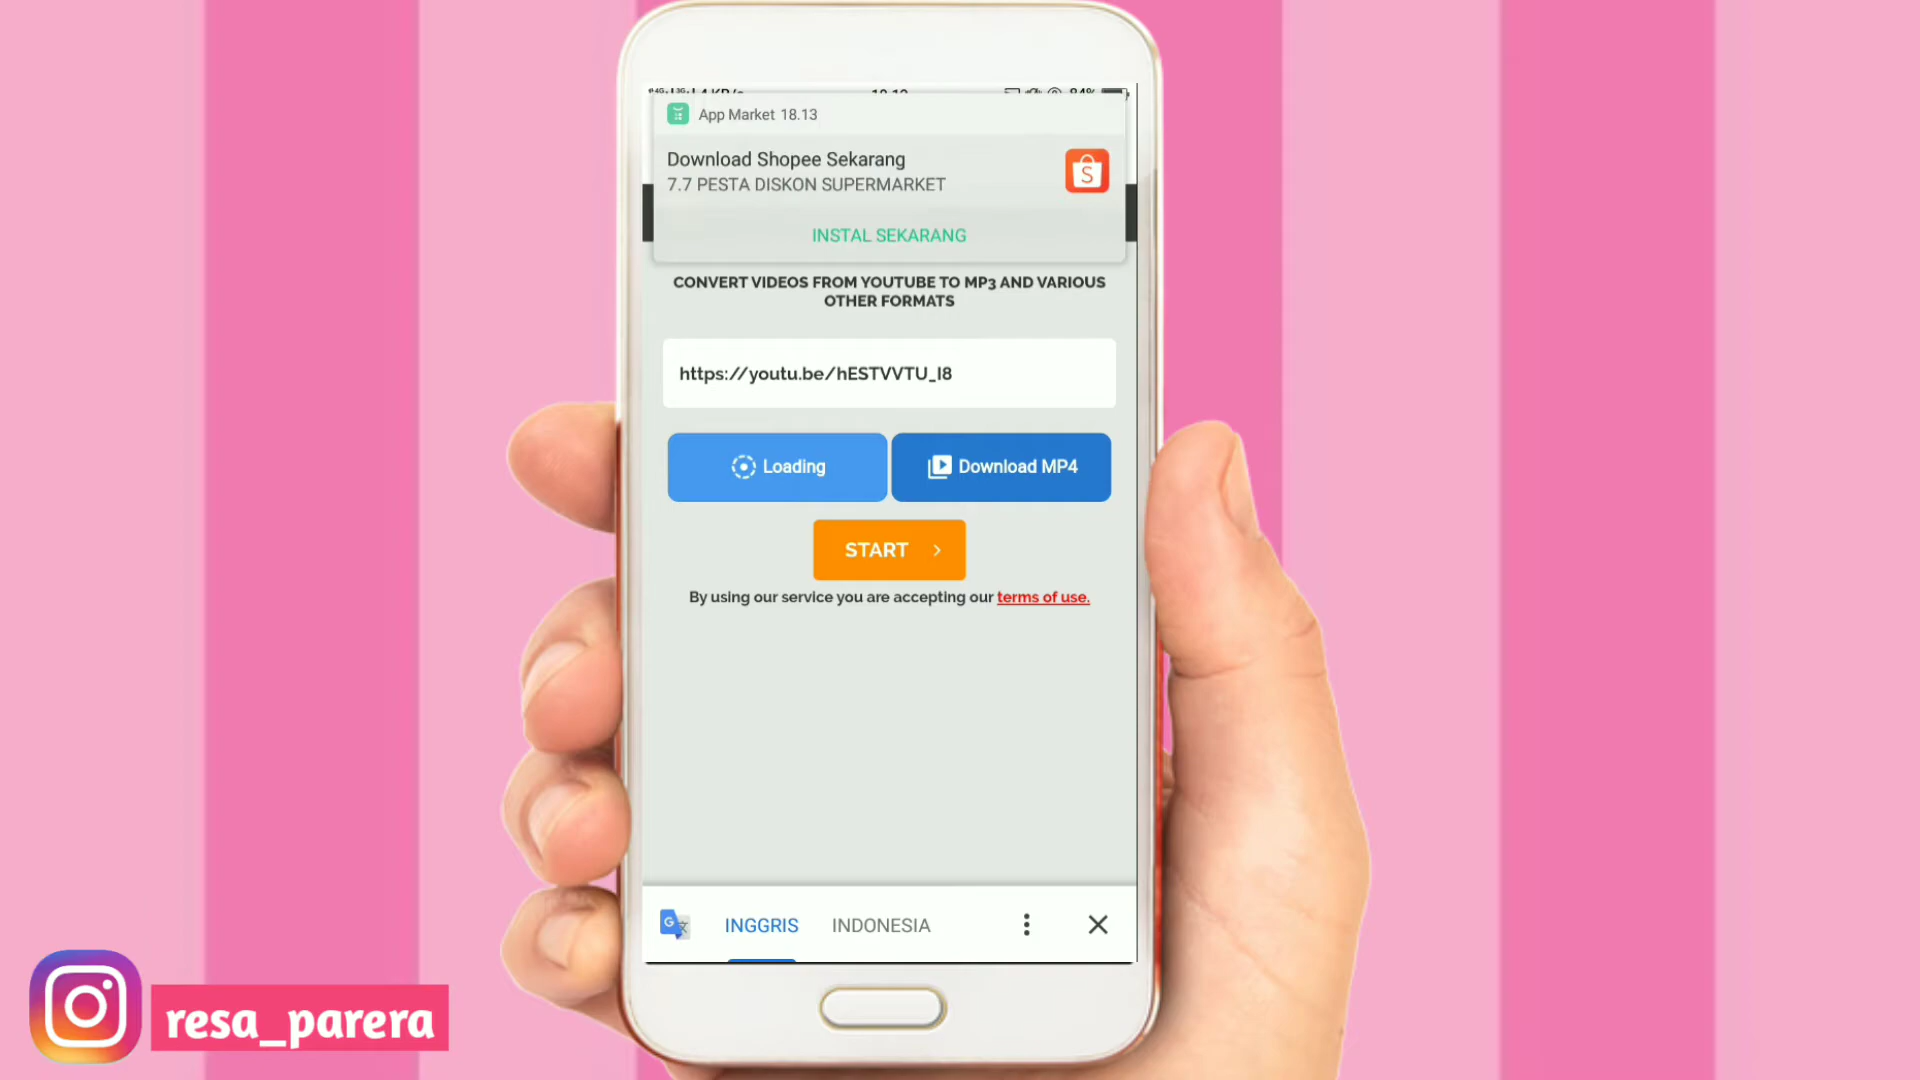 App Market 18.13
Download Shopee Sekarang
7.7 PESTA DISKON SUPERMARKET
S
INSTAL SEKARANG
CONVERT VIDEOS FROM YOUTUBE TO MP3 AND VARIOUS
OTHER FORMATS
https://youtu.be/hESTVVTU_I8
Loading
Download MP4
START
By using our service you are accepting our terms of use.
G
INGGRIS
INDONESIA
resa_parera